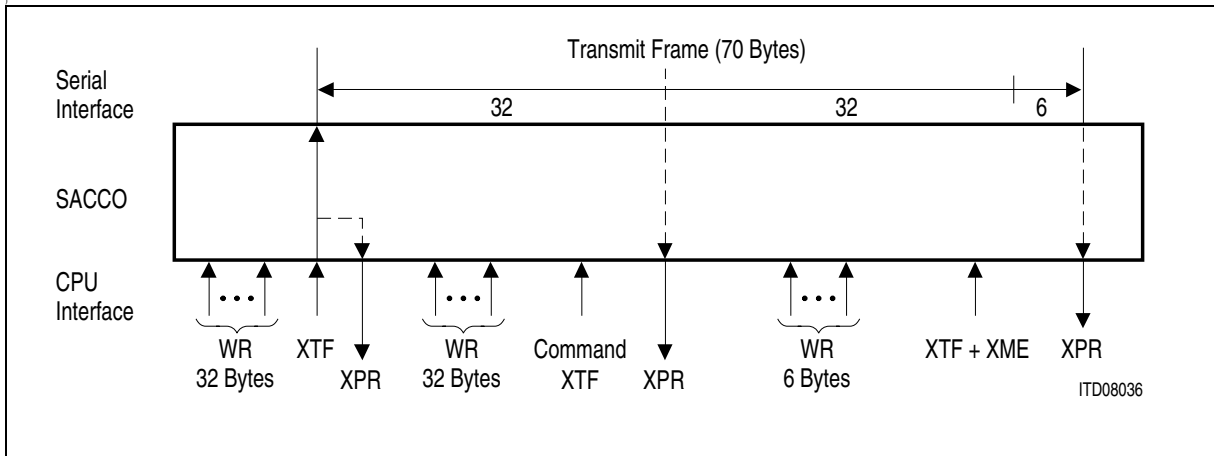 Transmit Frame (70 Bytes)
Serial
Interface
32
32
6
SACCO
CPU
Interface
• • •
• • •
• • •
WR
32 Bytes
XTF
XPR
WR
32 Bytes
Command
XTF
XPR
WR
6 Bytes
XTF + XME
XPR
ITD08036